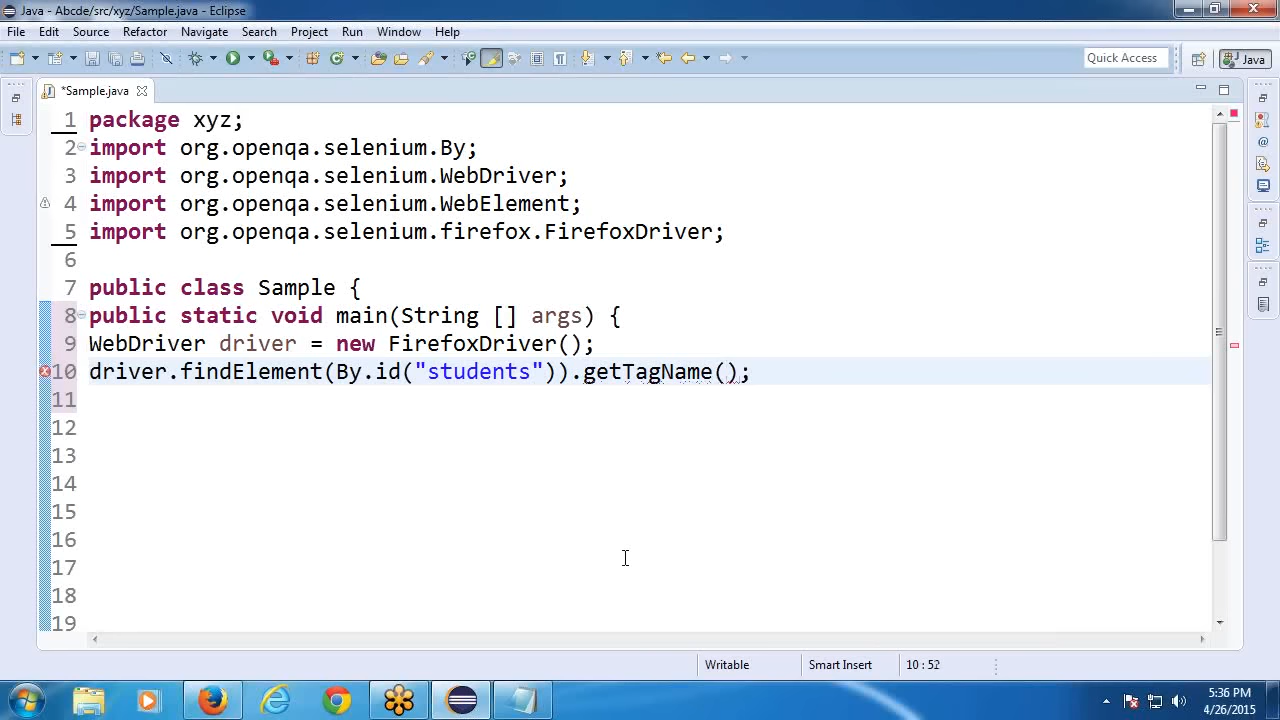 Java - Abcde/src/xyz/Sample.java - Eclipse
File Edit Source Refactor Navigate Search Project Run Window Help
Quick Access Java
*Sample.java
1 package xyz;
2 import org.openqa.selenium.By;
3 import org.openqa.selenium.WebDriver;
4 import org.openqa.selenium.WebElement;
5 import org.openqa.selenium.firefox.FirefoxDriver;
6
7 public class Sample {
8 public static void main(String [] args) {
9 WebDriver driver = new FirefoxDriver();
10 driver.findElement(By.id("students")).getTagName();
11
12
13
14
15
16
17
18
19
Writable Smart Insert 10 : 52
5:36 PM
4/26/2015